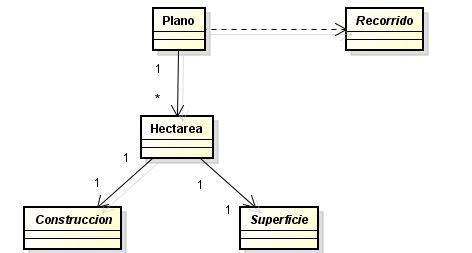 Plano
Recorrido
1
*
Hectarea
1
1
1
1
Construccion
Superficie